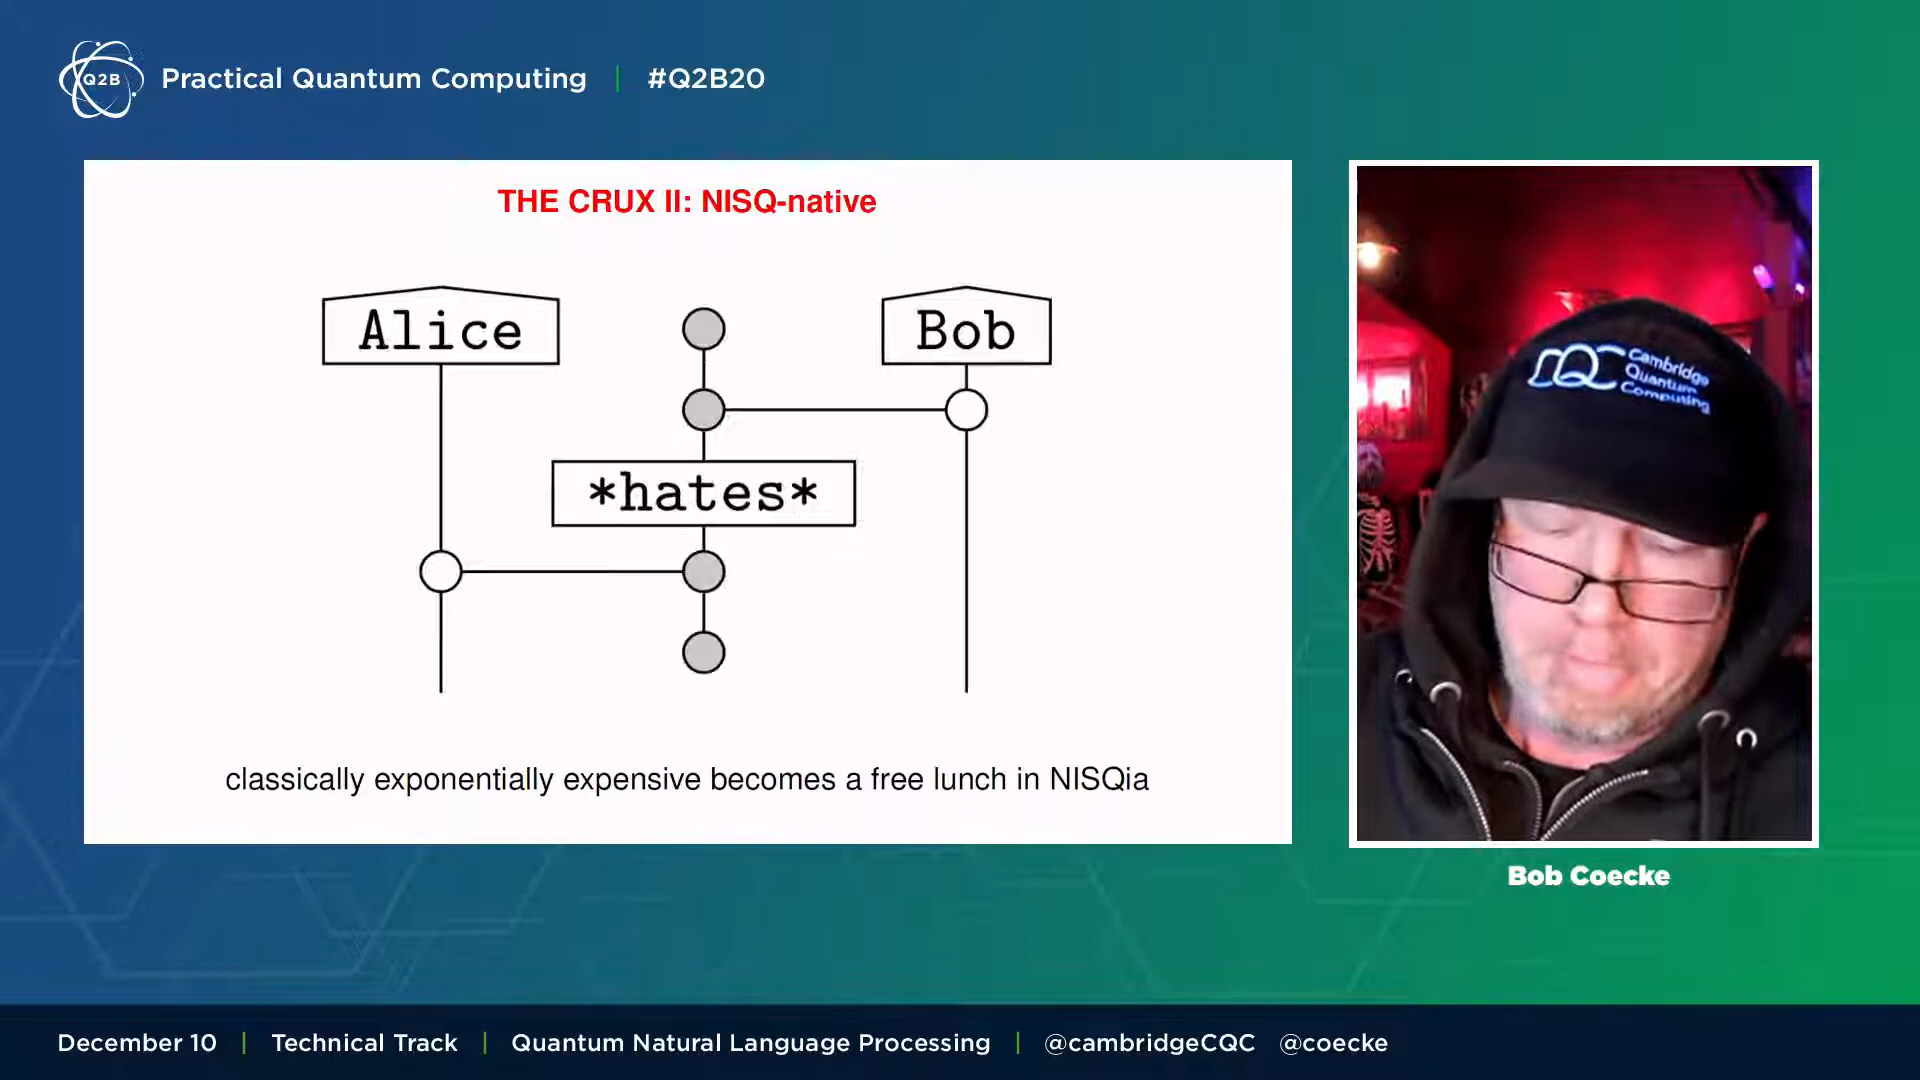 Q2B
Practical Quantum Computing | #Q2B20
THE CRUX II: NISQ-native
Alice
Bob
*hates*
classically exponentially expensive becomes a free lunch in NISQia
CQC
Cambridge
Quantum
Computing
Bob Coecke
December 10 | Technical Track | Quantum Natural Language Processing | @cambridgeCQC @coecke